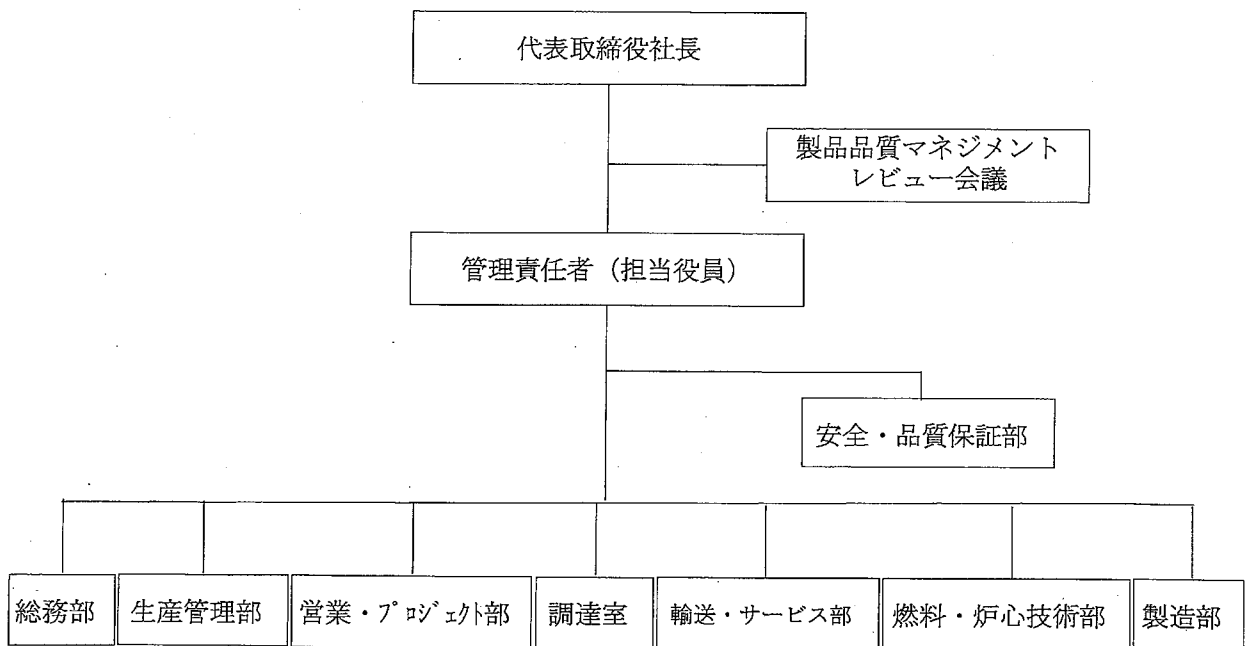 代表取締役社長
製品品質マネジメント
レビュー会議
管理責任者（担当役員）
安全・品質保証部
総務部
生産管理部
営業・ﾌﾟﾛｼﾞｪｸﾄ部
調達室
輸送・サービス部
燃料・炉心技術部
製造部